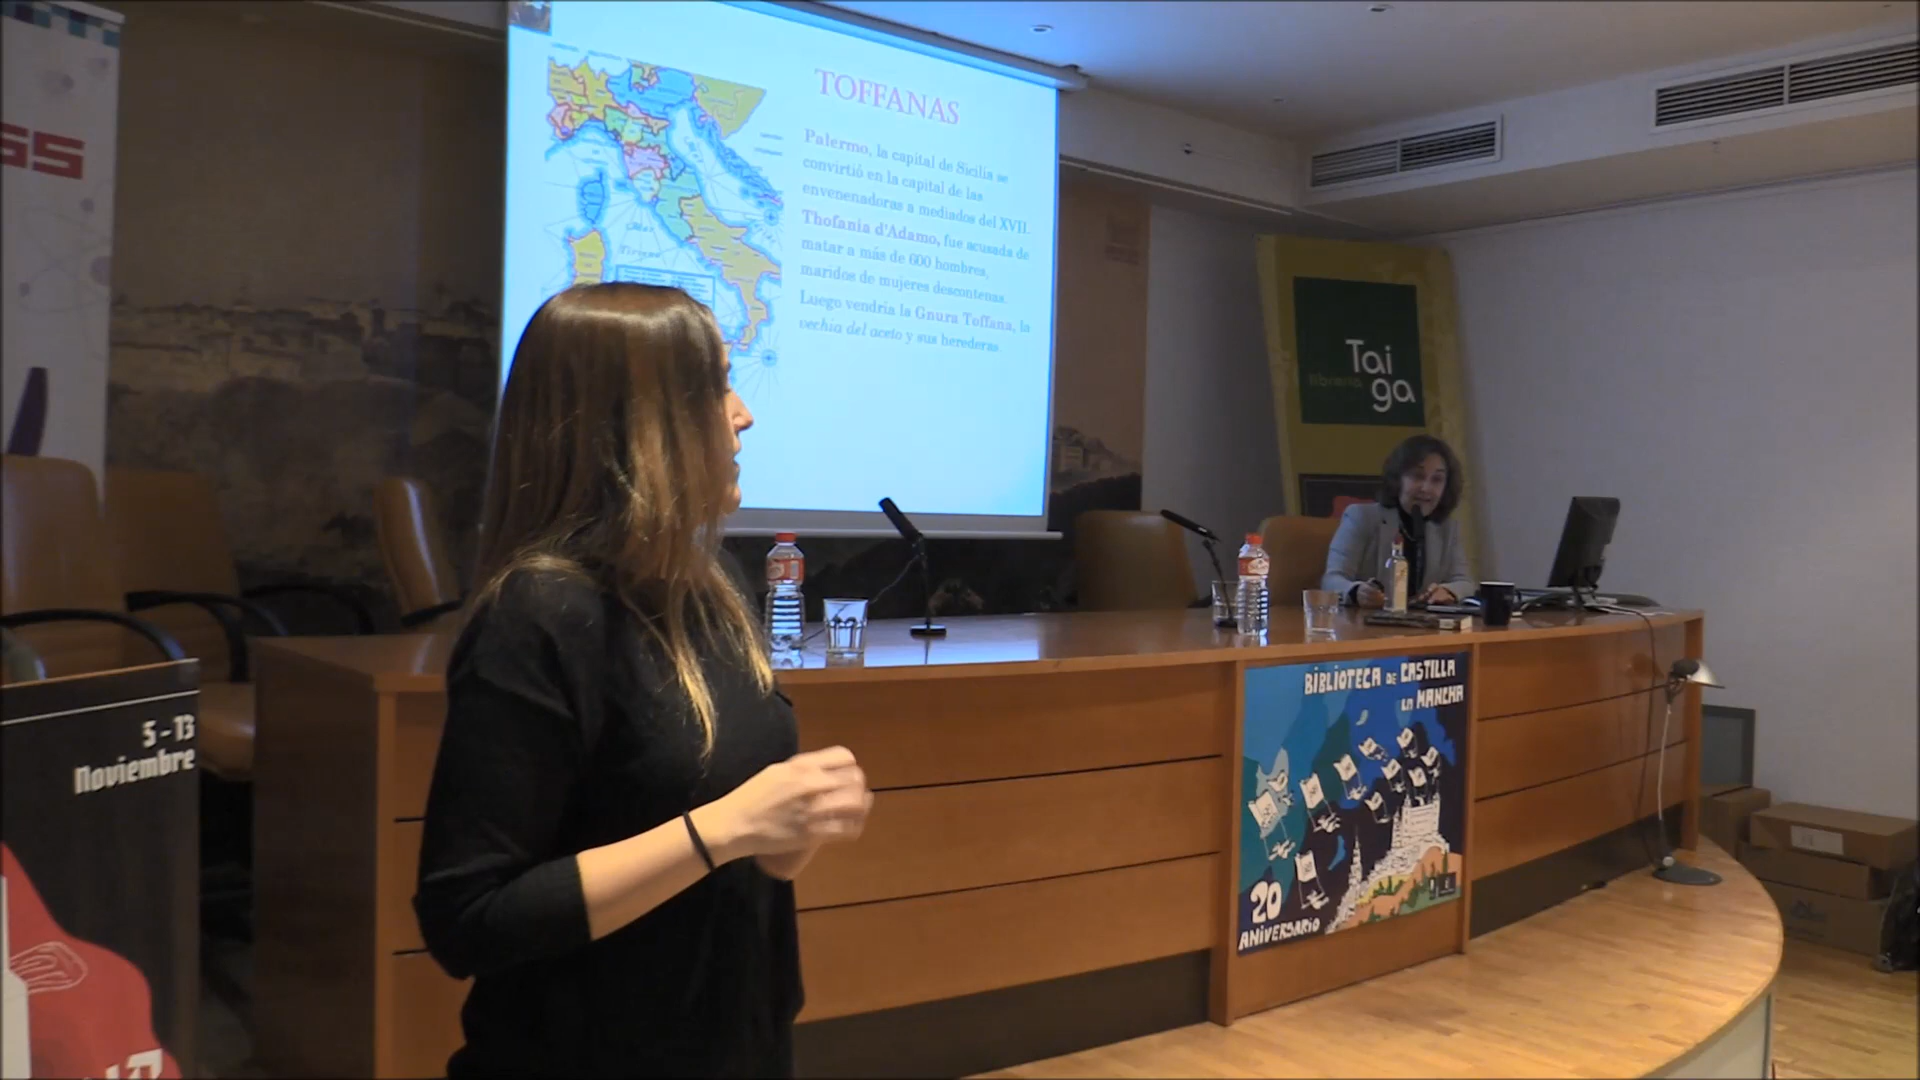 SS
TOFFANAS
Palermo, la capital de Sicilia se
convirtió en la capital de las
envenenadoras a mediados del XVII.
Thofania d'Adamo, fue acusada de
matar a más de 600 hombres,
maridos de mujeres descontenas.
Luego vendría la Gnura Toffana, la
vechia del aceto y sus herederas.
Tai
ga
librería
5 - 13
Noviembre
BIBLIOTECA DE CASTILLA
LA MANCHA
20
ANIVERSARIO